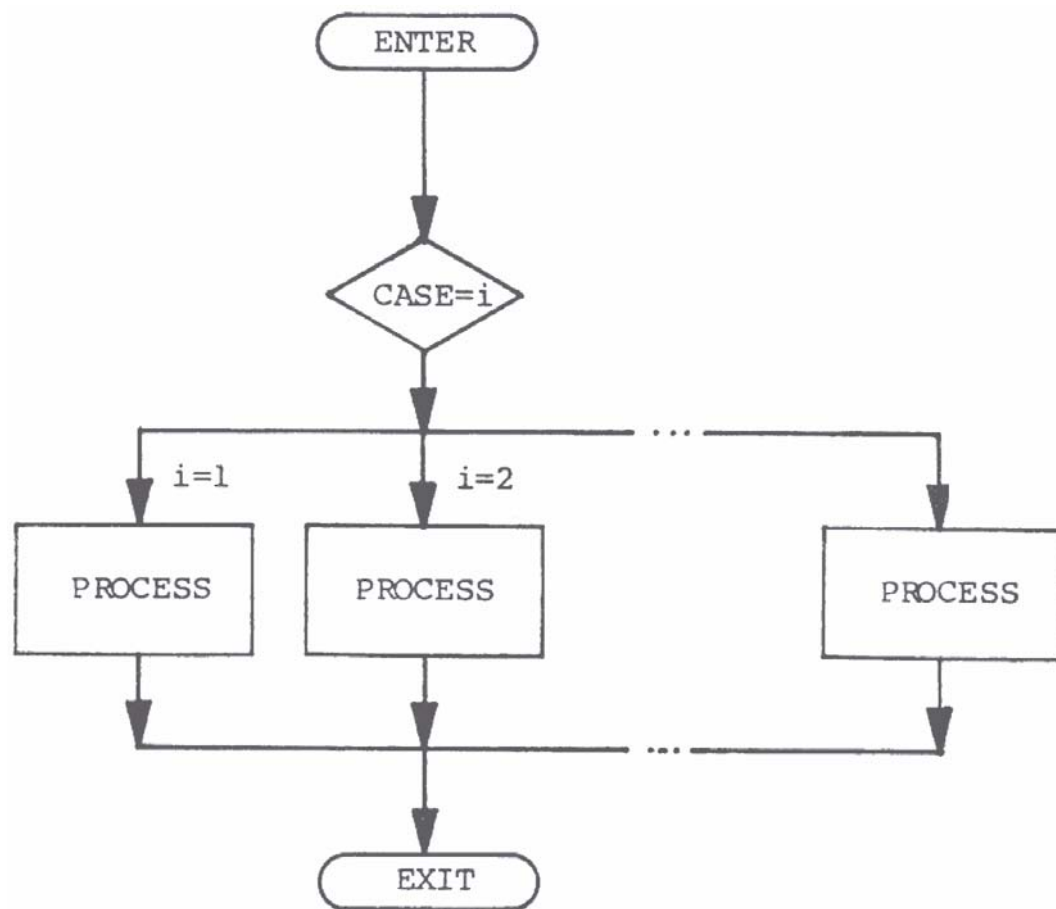 ENTER
CASE=i
...
i=1
i=2
PROCESS
PROCESS
PROCESS
...
EXIT